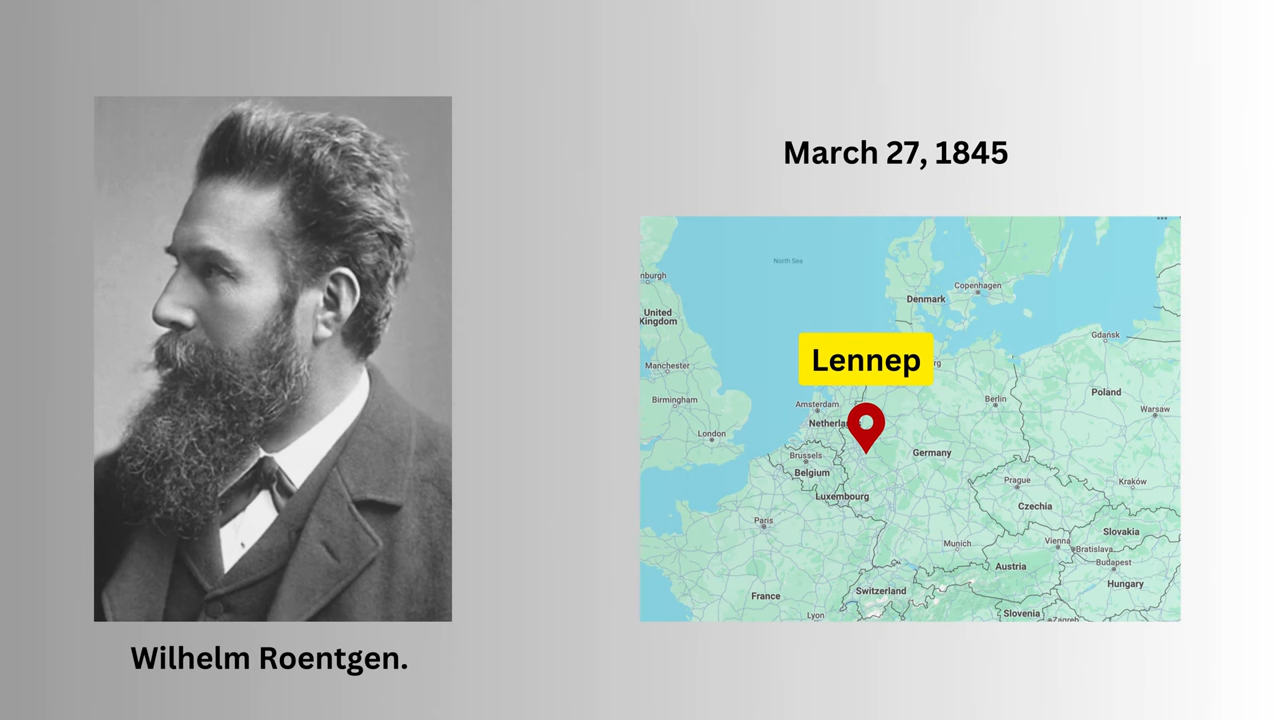 March 27, 1845
North Sea
nburgh
Copenhagen
Denmark
United
Kingdom
Gdańsk
Lennep
rg
Manchester
Poland
Birmingham
Amsterdam
Berlin
Warsaw
Netherla
London
Brussels
Germany
Belgium
Prague
Kraków
Luxembourg
Czechia
Paris
Slovakia
Munich
Vienna
Bratislava
Budapest
Austria
Hungary
Switzerland
France
Lyon
Slovenia
Zagreb
Wilhelm Roentgen.